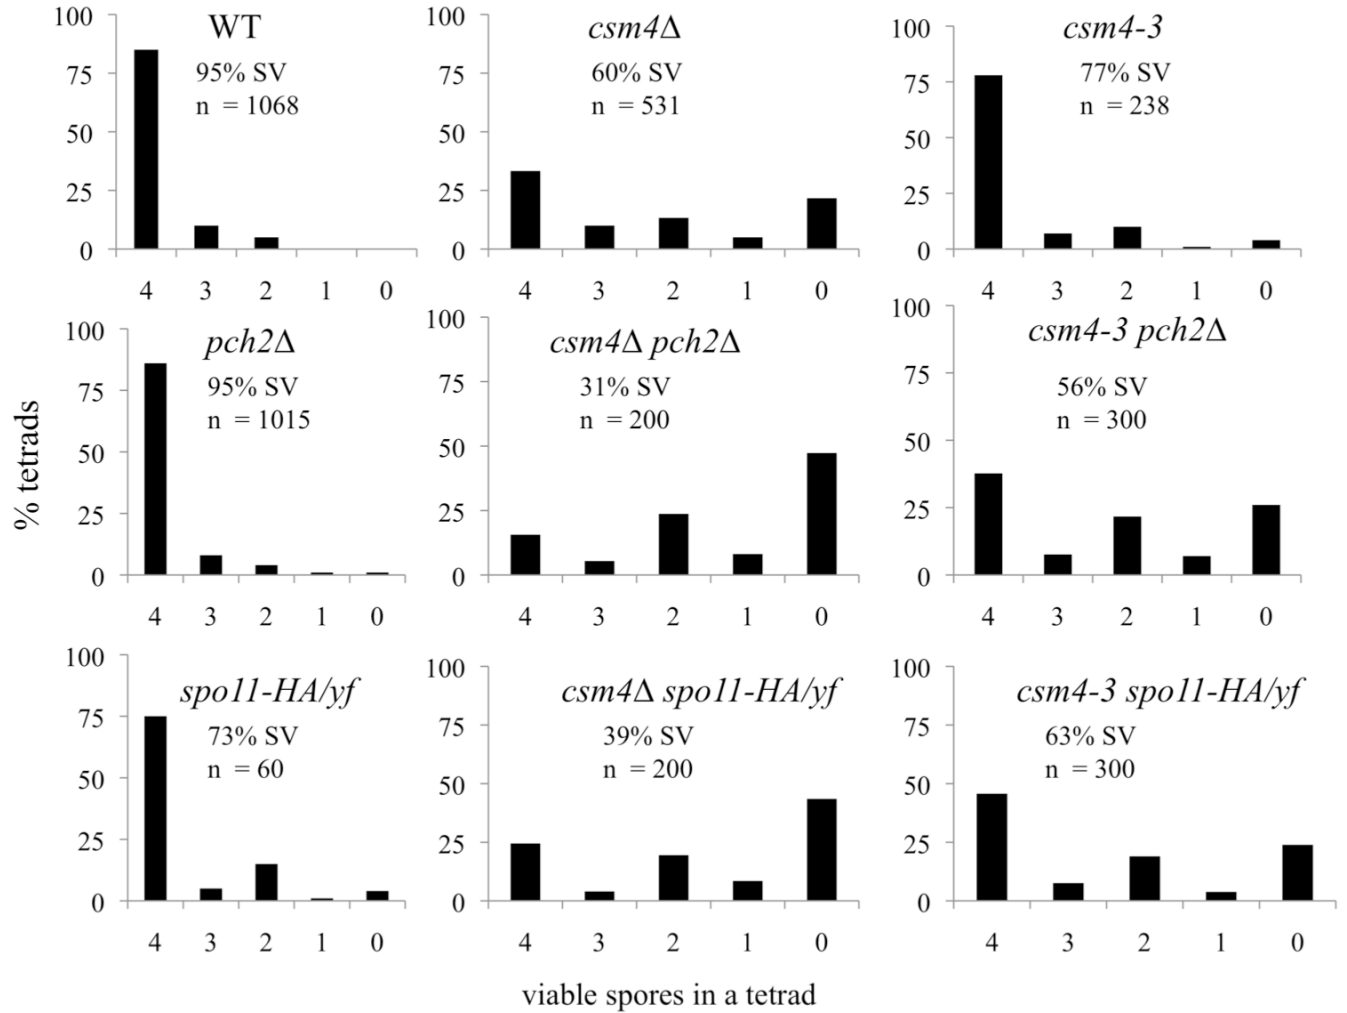 % tetrads
WT
95% SV
n = 1068
100
75
50
25
0
4 3 2 1 0
csm4Δ
60% SV
n = 531
100
75
50
25
0
4 3 2 1 0
csm4-3
77% SV
n = 238
100
75
50
25
0
4 3 2 1 0
pch2Δ
95% SV
n = 1015
100
75
50
25
0
4 3 2 1 0
csm4Δ pch2Δ
31% SV
n = 200
100
75
50
25
0
4 3 2 1 0
csm4-3 pch2Δ
56% SV
n = 300
100
75
50
25
0
4 3 2 1 0
spo11-HA/yf
73% SV
n = 60
100
75
50
25
0
4 3 2 1 0
csm4Δ spo11-HA/yf
39% SV
n = 200
100
75
50
25
0
4 3 2 1 0
csm4-3 spo11-HA/yf
63% SV
n = 300
100
75
50
25
0
4 3 2 1 0
viable spores in a tetrad